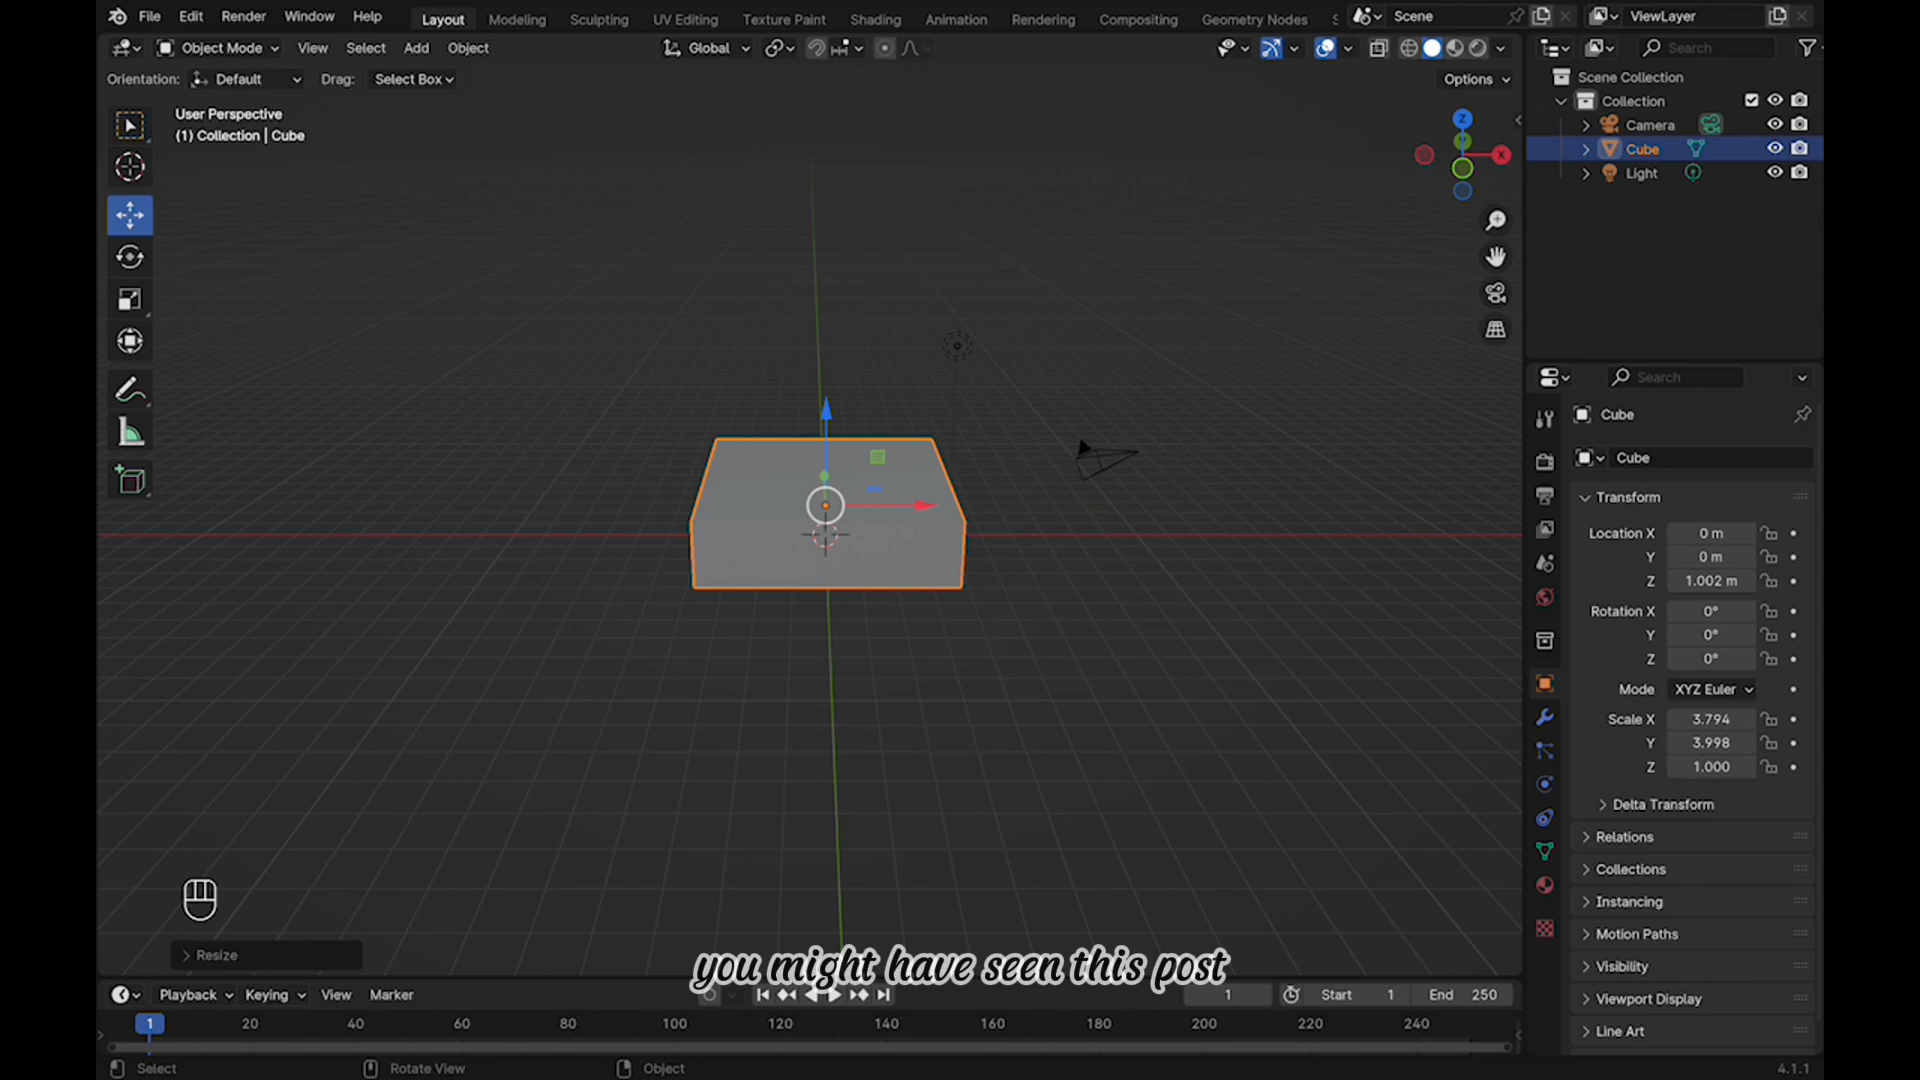 File Edit Render Window Help Layout Modeling Sculpting UV Editing Texture Paint Shading Animation Rendering Compositing Geometry Nodes S Scene ViewLayer
Object Mode View Select Add Object Global Search
Orientation: Default Drag: Select Box Options
User Perspective
(1) Collection | Cube
Z
X
Scene Collection
Collection
Camera
Cube
Light
Search
Cube
Cube
Transform
Location X 0 m
Y 0 m
Z 1.002 m
Rotation X 0°
Y 0°
Z 0°
Mode XYZ Euler
Scale X 3.794
Y 3.998
Z 1.000
Delta Transform
Relations
Collections
Instancing
Motion Paths
Visibility
Viewport Display
Line Art
Resize
you might have seen this post
Playback Keying View Marker 1 Start 1 End 250
1 20 40 60 80 100 120 140 160 180 200 220 240
Select Rotate View Object 4.1.1